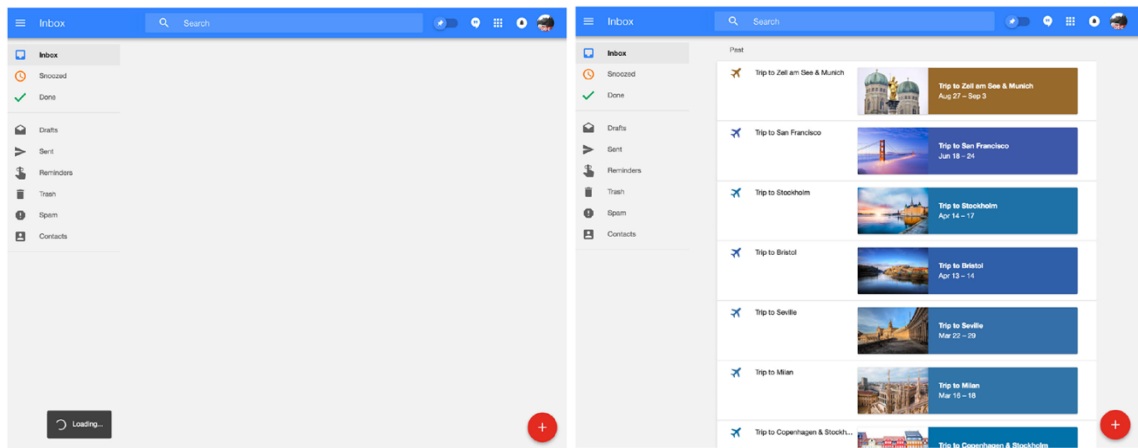 Inbox
Search
Inbox
Snoozed
Done
Drafts
Sent
Reminders
Trash
Spam
Contacts
Loading...
Inbox
Search
Inbox
Snoozed
Done
Drafts
Sent
Reminders
Trash
Spam
Contacts
Past
Trip to Zell am See & Munich
Trip to Zell am See & Munich
Aug 27 – Sep 3
Trip to San Francisco
Trip to San Francisco
Jun 18 – 24
Trip to Stockholm
Trip to Stockholm
Apr 14 – 17
Trip to Bristol
Trip to Bristol
Apr 13 – 14
Trip to Seville
Trip to Seville
Mar 22 – 29
Trip to Milan
Trip to Milan
Mar 16 – 18
Trip to Copenhagen & Stockh...
Trip to Copenhagen & Stockholm